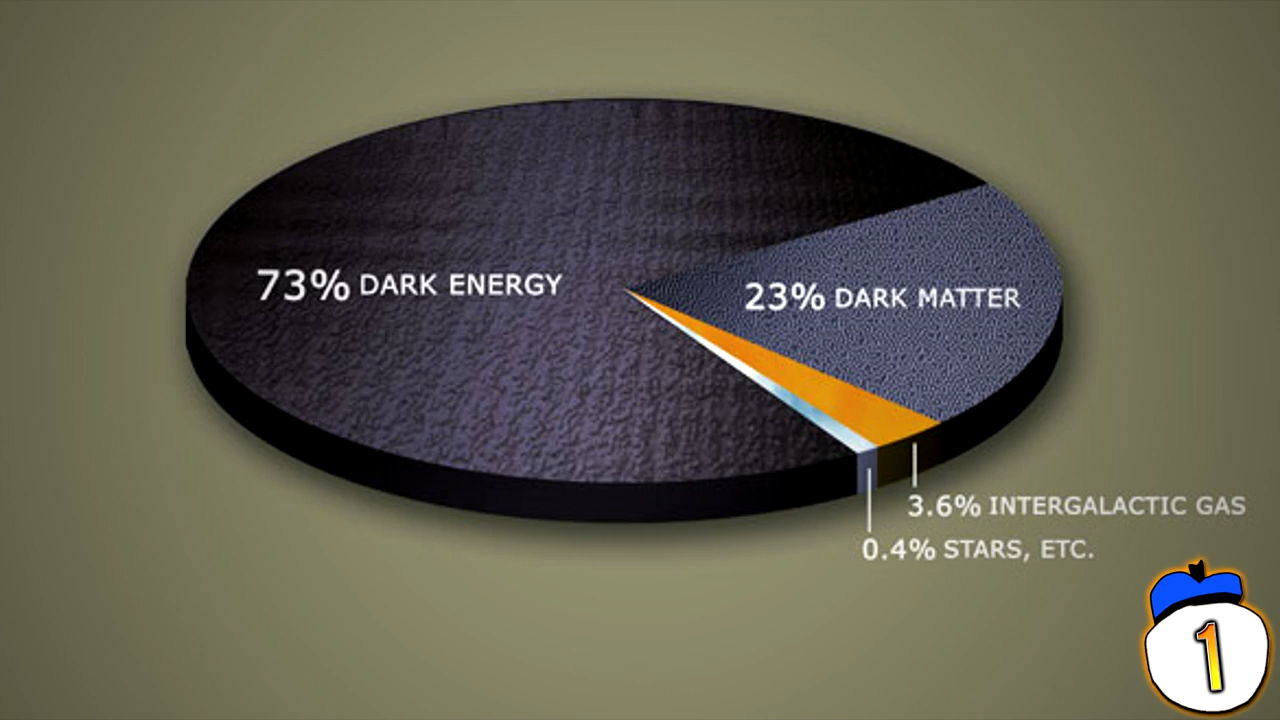 73% DARK ENERGY
23% DARK MATTER
3.6% INTERGALACTIC GAS
0.4% STARS, ETC.
1